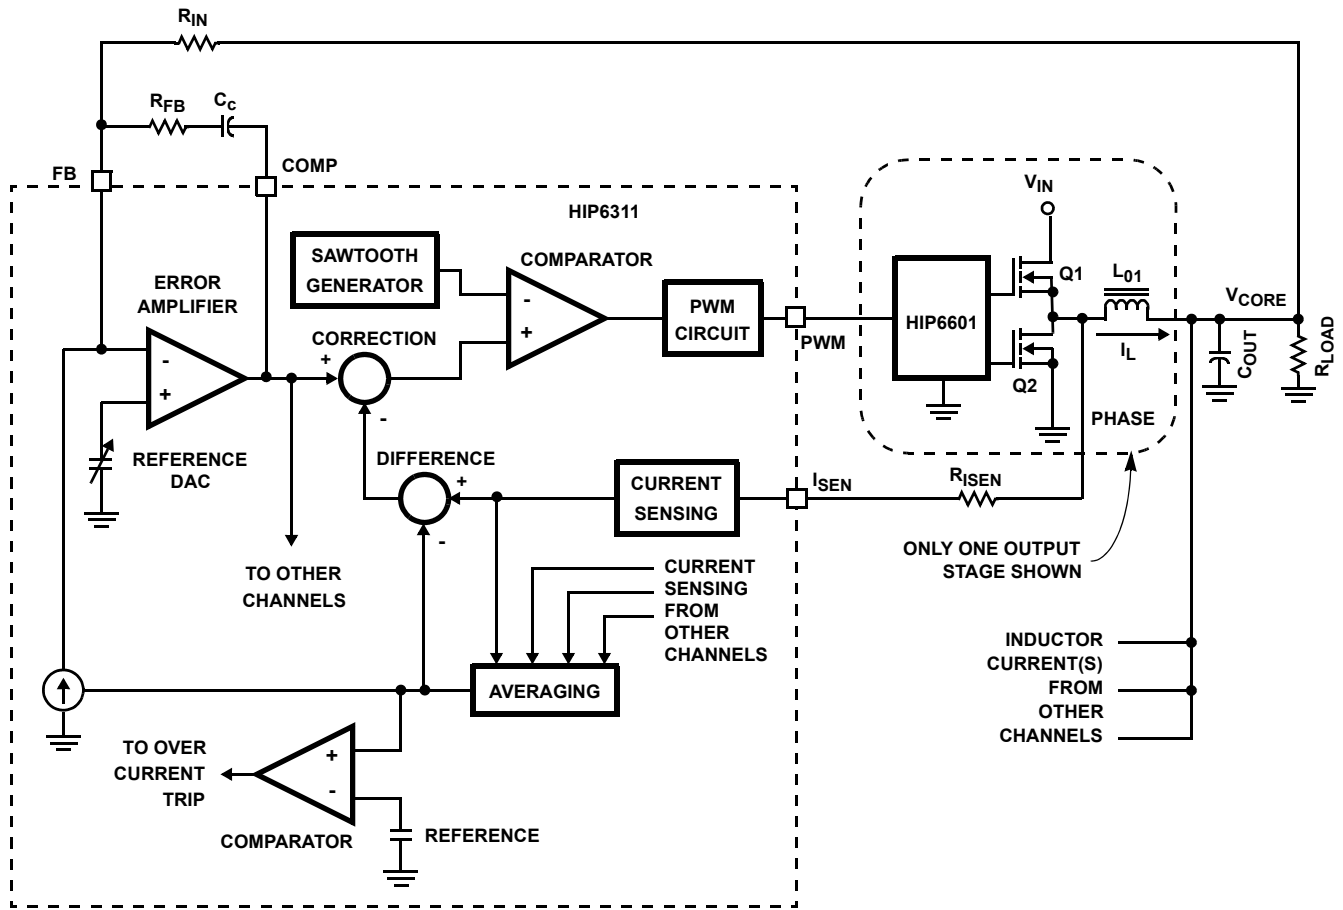 RIN
RFB
Cc
FB
COMP
HIP6311
VIN
SAWTOOTH
GENERATOR
COMPARATOR
ERROR
AMPLIFIER
-
+
-
+
PWM
CIRCUIT
PWM
HIP6601
Q1
Q2
L01
IL
VCORE
COUT
RLOAD
PHASE
CORRECTION
+
-
REFERENCE
DAC
DIFFERENCE
+
-
CURRENT
SENSING
ISEN
RISEN
ONLY ONE OUTPUT
STAGE SHOWN
TO OTHER
CHANNELS
CURRENT
SENSING
FROM
OTHER
CHANNELS
AVERAGING
INDUCTOR
CURRENT(S)
FROM
OTHER
CHANNELS
TO OVER
CURRENT
TRIP
+
-
COMPARATOR
REFERENCE